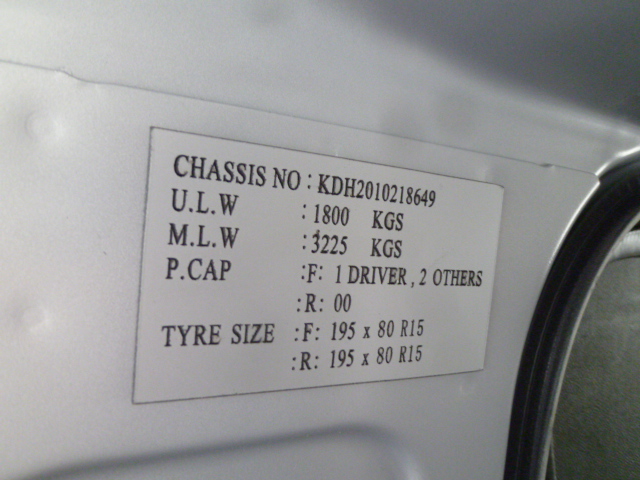 CHASSIS NO : KDH2010218649
U.L.W : 1800 KGS
M.L.W : 3225 KGS
P.CAP : F: 1 DRIVER , 2 OTHERS
: R: 00
TYRE SIZE : F: 195 x 80 R15
: R: 195 x 80 R15